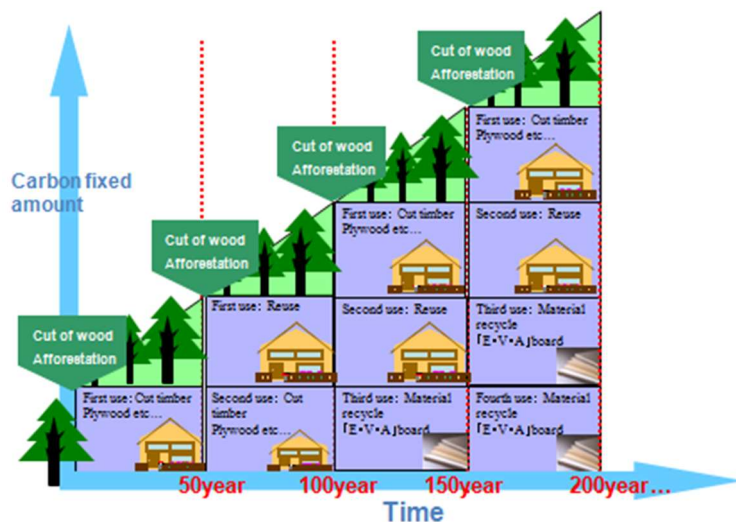 Cut of wood
Afforestation
First use: Cut timber
Plywood etc…
Cut of wood
Afforestation
Second use: Reuse
Carbon fixed
amount
First use: Cut timber
Plywood etc…
Cut of wood
Afforestation
First use: Reuse
Second use: Reuse
Third use: Material
recycle
「E・V・A」board
Cut of wood
Afforestation
First use: Cut timber
Plywood etc…
Second use: Cut
timber
Plywood etc…
Third use: Material
recycle
「E・V・A」board
Fourth use: Material
recycle
「E・V・A」board
50year
100year
150year
200year…
Time